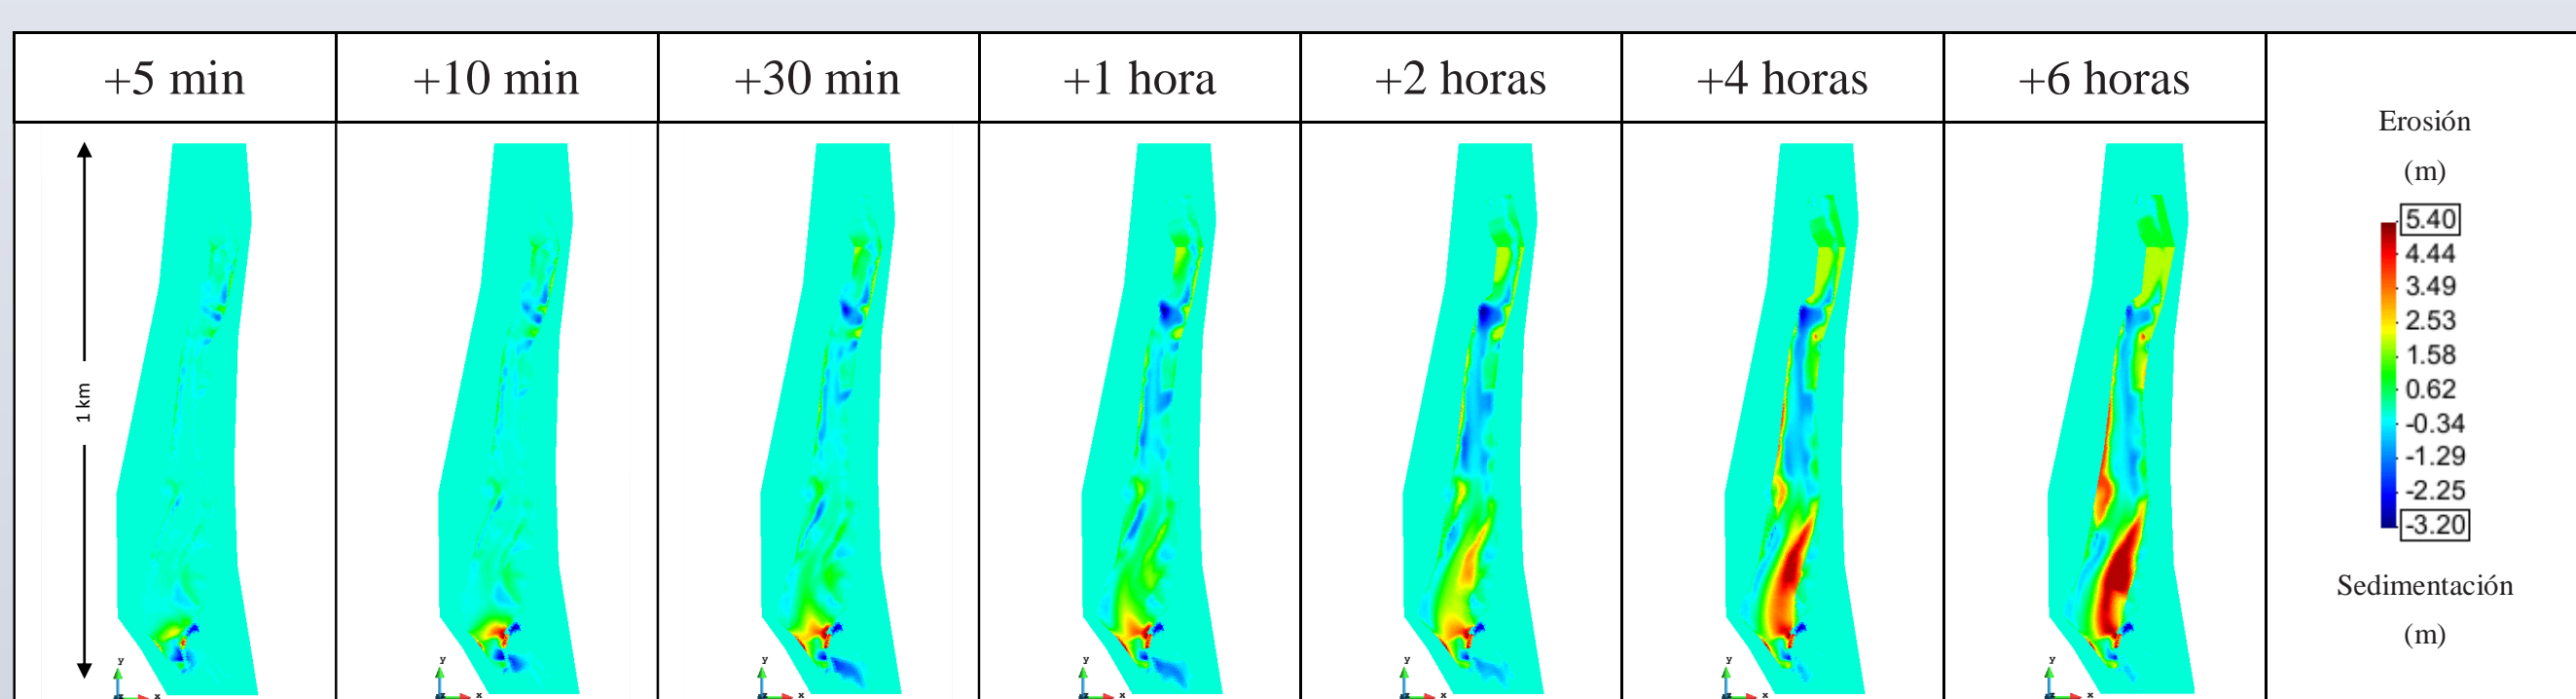 +5 min
+10 min
+30 min
+1 hora
+2 horas
+4 horas
+6 horas
Erosión
(m)
5.40
4.44
3.49
2.53
1.58
0.62
-0.34
-1.29
-2.25
-3.20
Sedimentación
(m)
1 km
y
x
y
x
y
x
y
x
y
x
y
x
y
x